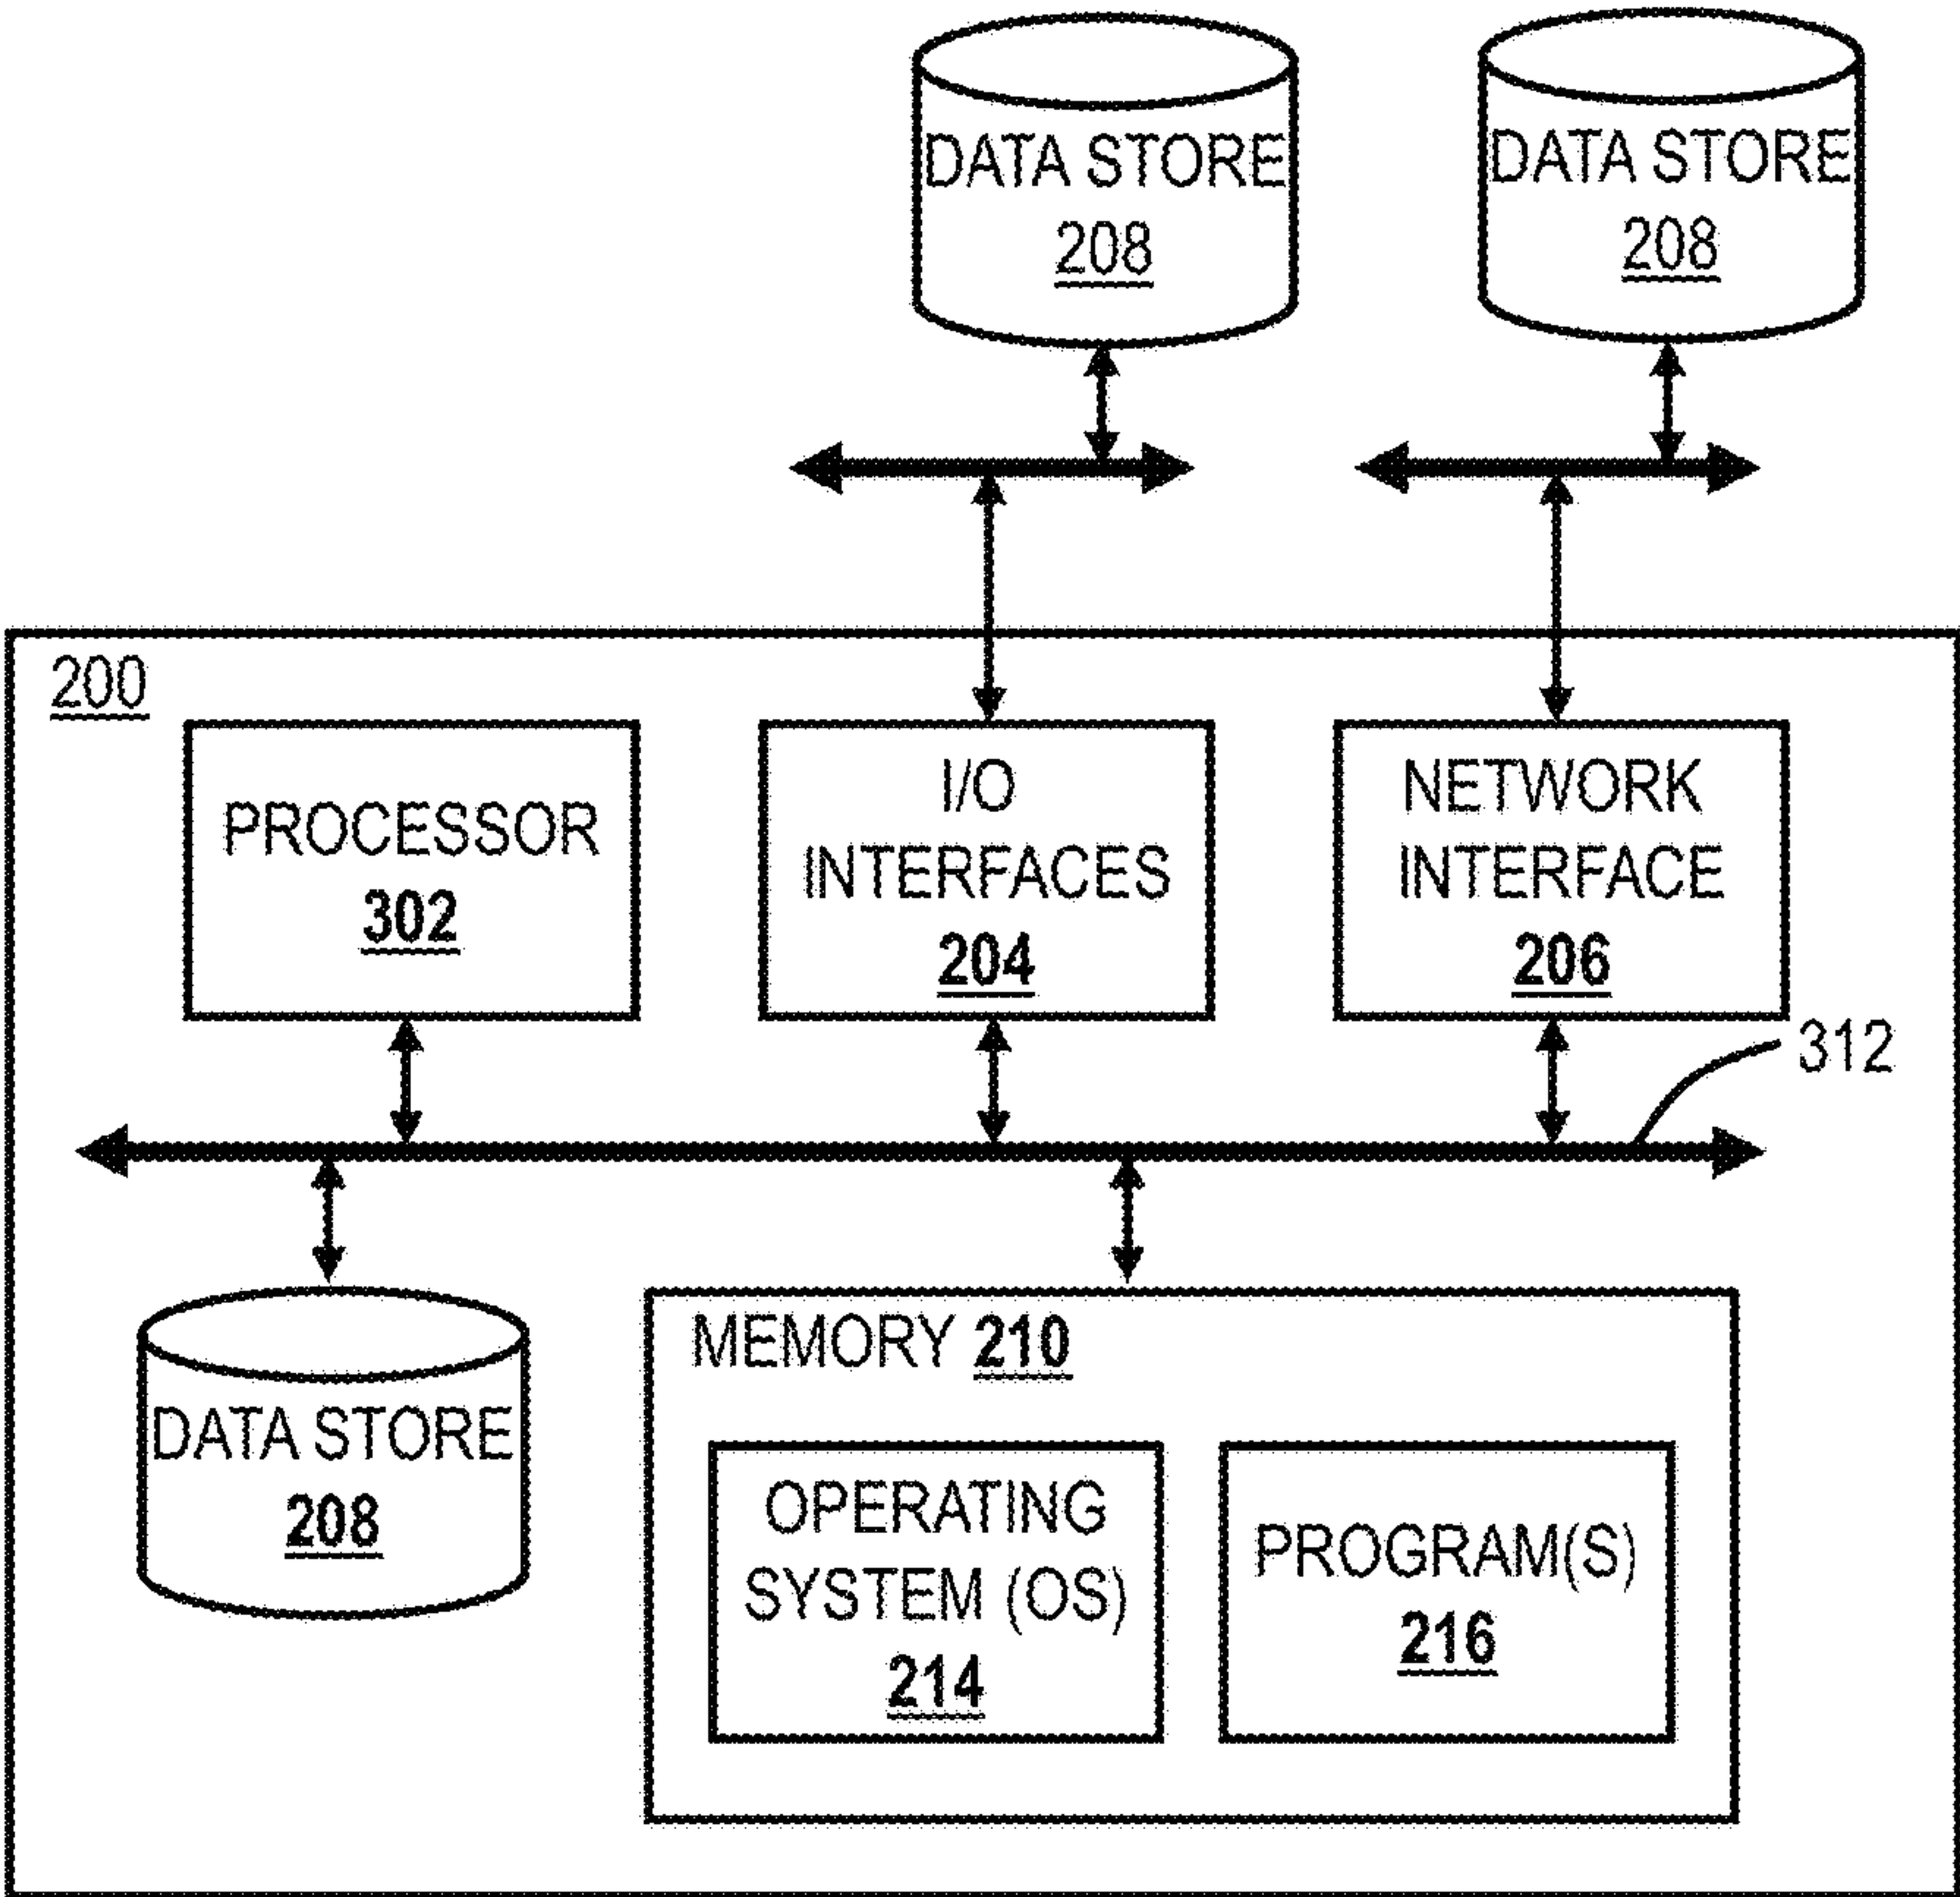 DATA STORE
208
DATA STORE
208
200
PROCESSOR
302
I/O
INTERFACES
204
NETWORK
INTERFACE
206
312
DATA STORE
208
MEMORY 210
OPERATING
SYSTEM (OS)
214
PROGRAM(S)
216